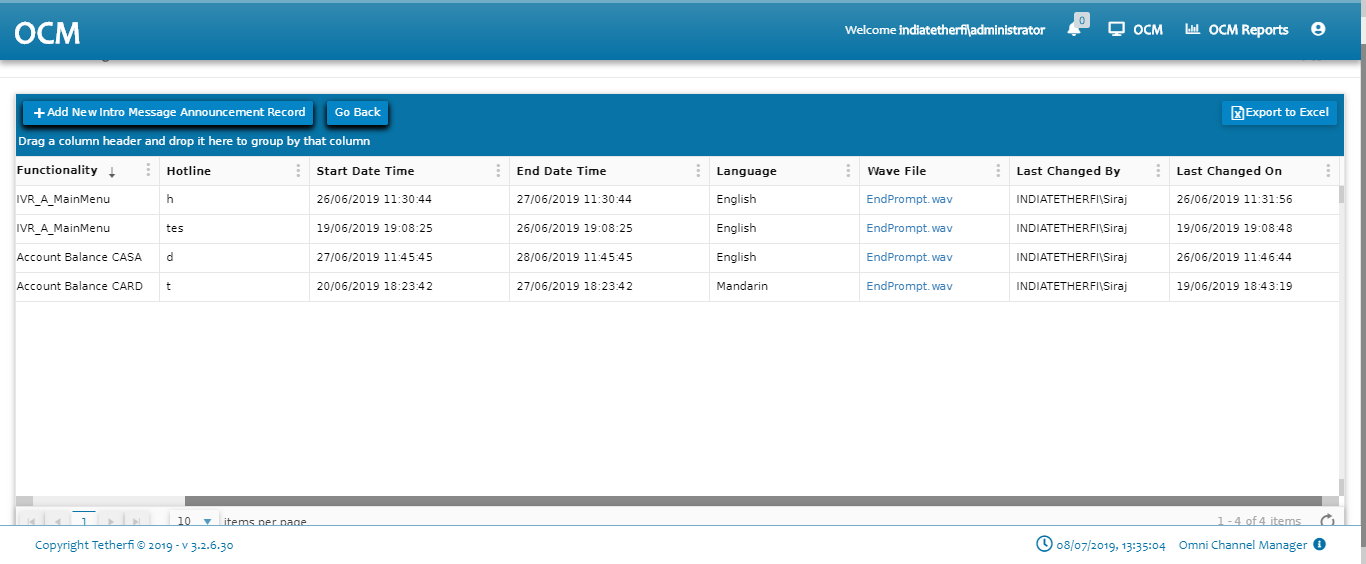 OCM
Welcome indiatetherfi\administrator
0
OCM
OCM Reports
Add New Intro Message Announcement Record
Go Back
Export to Excel
Drag a column header and drop it here to group by that column
Functionality Hotline Start Date Time End Date Time Language Wave File Last Changed By Last Changed On
IVR_A_MainMenu h 26/06/2019 11:30:44 27/06/2019 11:30:44 English EndPrompt.wav INDIATETHERFI\Siraj 26/06/2019 11:31:56
IVR_A_MainMenu tes 19/06/2019 19:08:25 26/06/2019 19:08:25 English EndPrompt.wav INDIATETHERFI\Siraj 19/06/2019 19:08:48
Account Balance CASA d 27/06/2019 11:45:45 28/06/2019 11:45:45 English EndPrompt.wav INDIATETHERFI\Siraj 26/06/2019 11:46:44
Account Balance CARD t 20/06/2019 18:23:42 27/06/2019 18:23:42 Mandarin EndPrompt.wav INDIATETHERFI\Siraj 19/06/2019 18:43:19
1 10 items per page 1 - 4 of 4 items
Copyright Tetherfi © 2019 - v 3.2.6.30
08/07/2019, 13:35:04
Omni Channel Manager